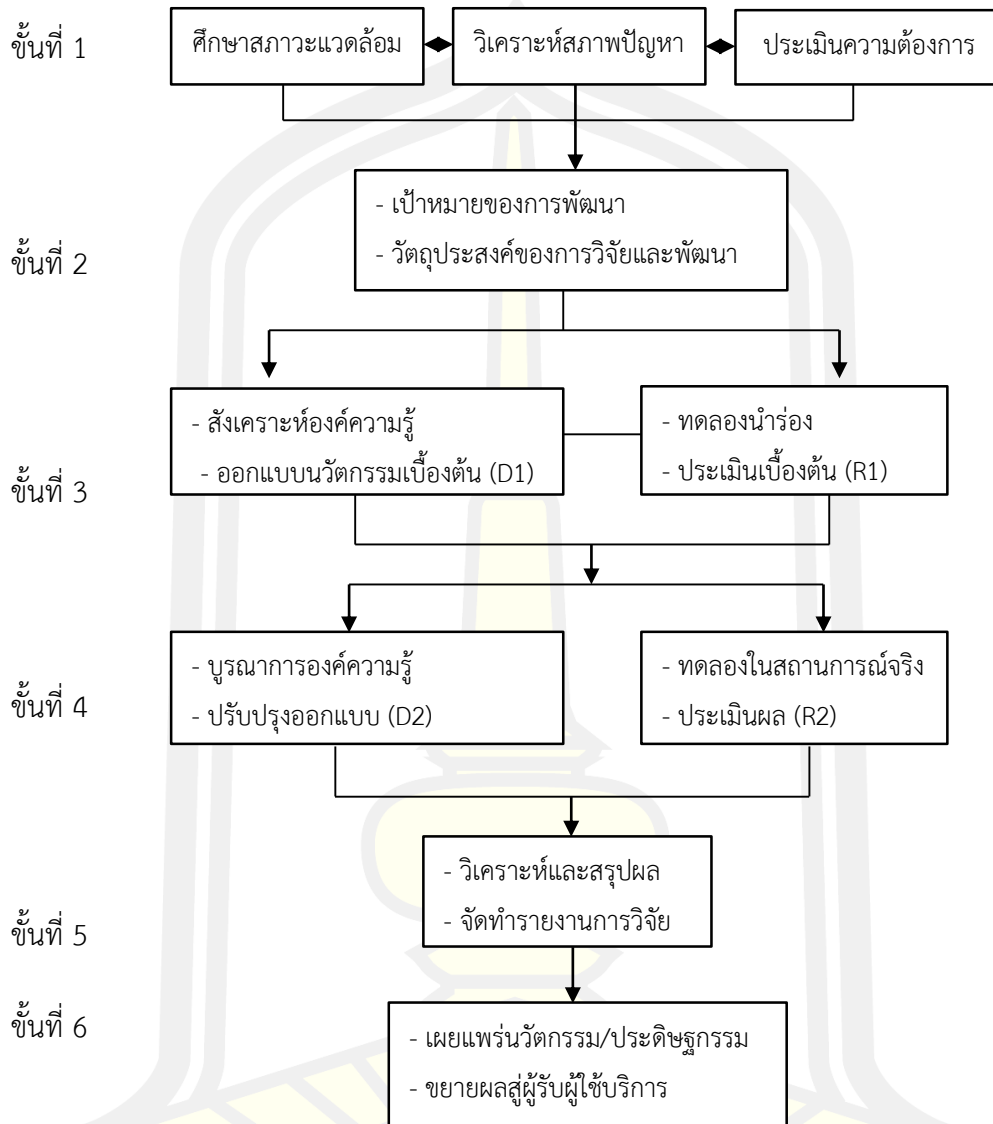 ขั้นที่ 1
ศึกษาสภาวะแวดล้อม
วิเคราะห์สภาพปัญหา
ประเมินความต้องการ
ขั้นที่ 2
- เป้าหมายของการพัฒนา
- วัตถุประสงค์ของการวิจัยและพัฒนา
ขั้นที่ 3
- สังเคราะห์องค์ความรู้
- ออกแบบนวัตกรรมเบื้องต้น (D1)
- ทดลองนำร่อง
- ประเมินเบื้องต้น (R1)
ขั้นที่ 4
- บูรณาการองค์ความรู้
- ปรับปรุงออกแบบ (D2)
- ทดลองในสถานการณ์จริง
- ประเมินผล (R2)
ขั้นที่ 5
- วิเคราะห์และสรุปผล
- จัดทำรายงานการวิจัย
ขั้นที่ 6
- เผยแพร่นวัตกรรม/ประดิษฐกรรม
- ขยายผลสู่ผู้รับผู้ใช้บริการ